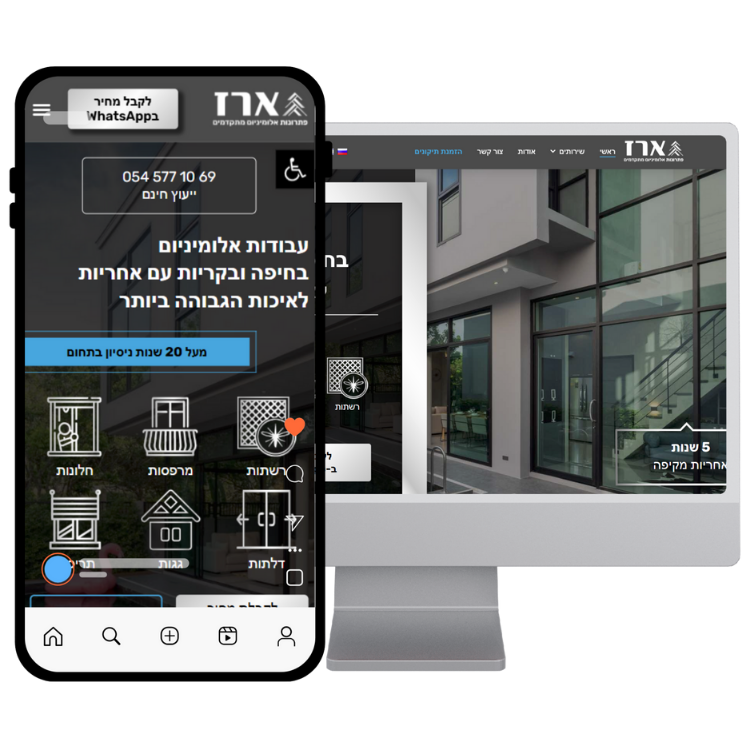 לקבל מחיר
בWhatsApp
ארז
פתרונות אלומיניום מתקדמים
054 577 10 69
ייעוץ חינם
עבודות אלומיניום
בחיפה ובקריות עם אחריות
לאיכות הגבוהה ביותר
מעל 20 שנות ניסיון בתחום
רשתות
מרפסות
חלונות
דלתות
גגות
ארז
פתרונות אלומיניום מתקדמים
ראשי
שירותים
אודות
צור קשר
הזמנת תיקונים
רשתות
5 שנות
אחריות מקיפה